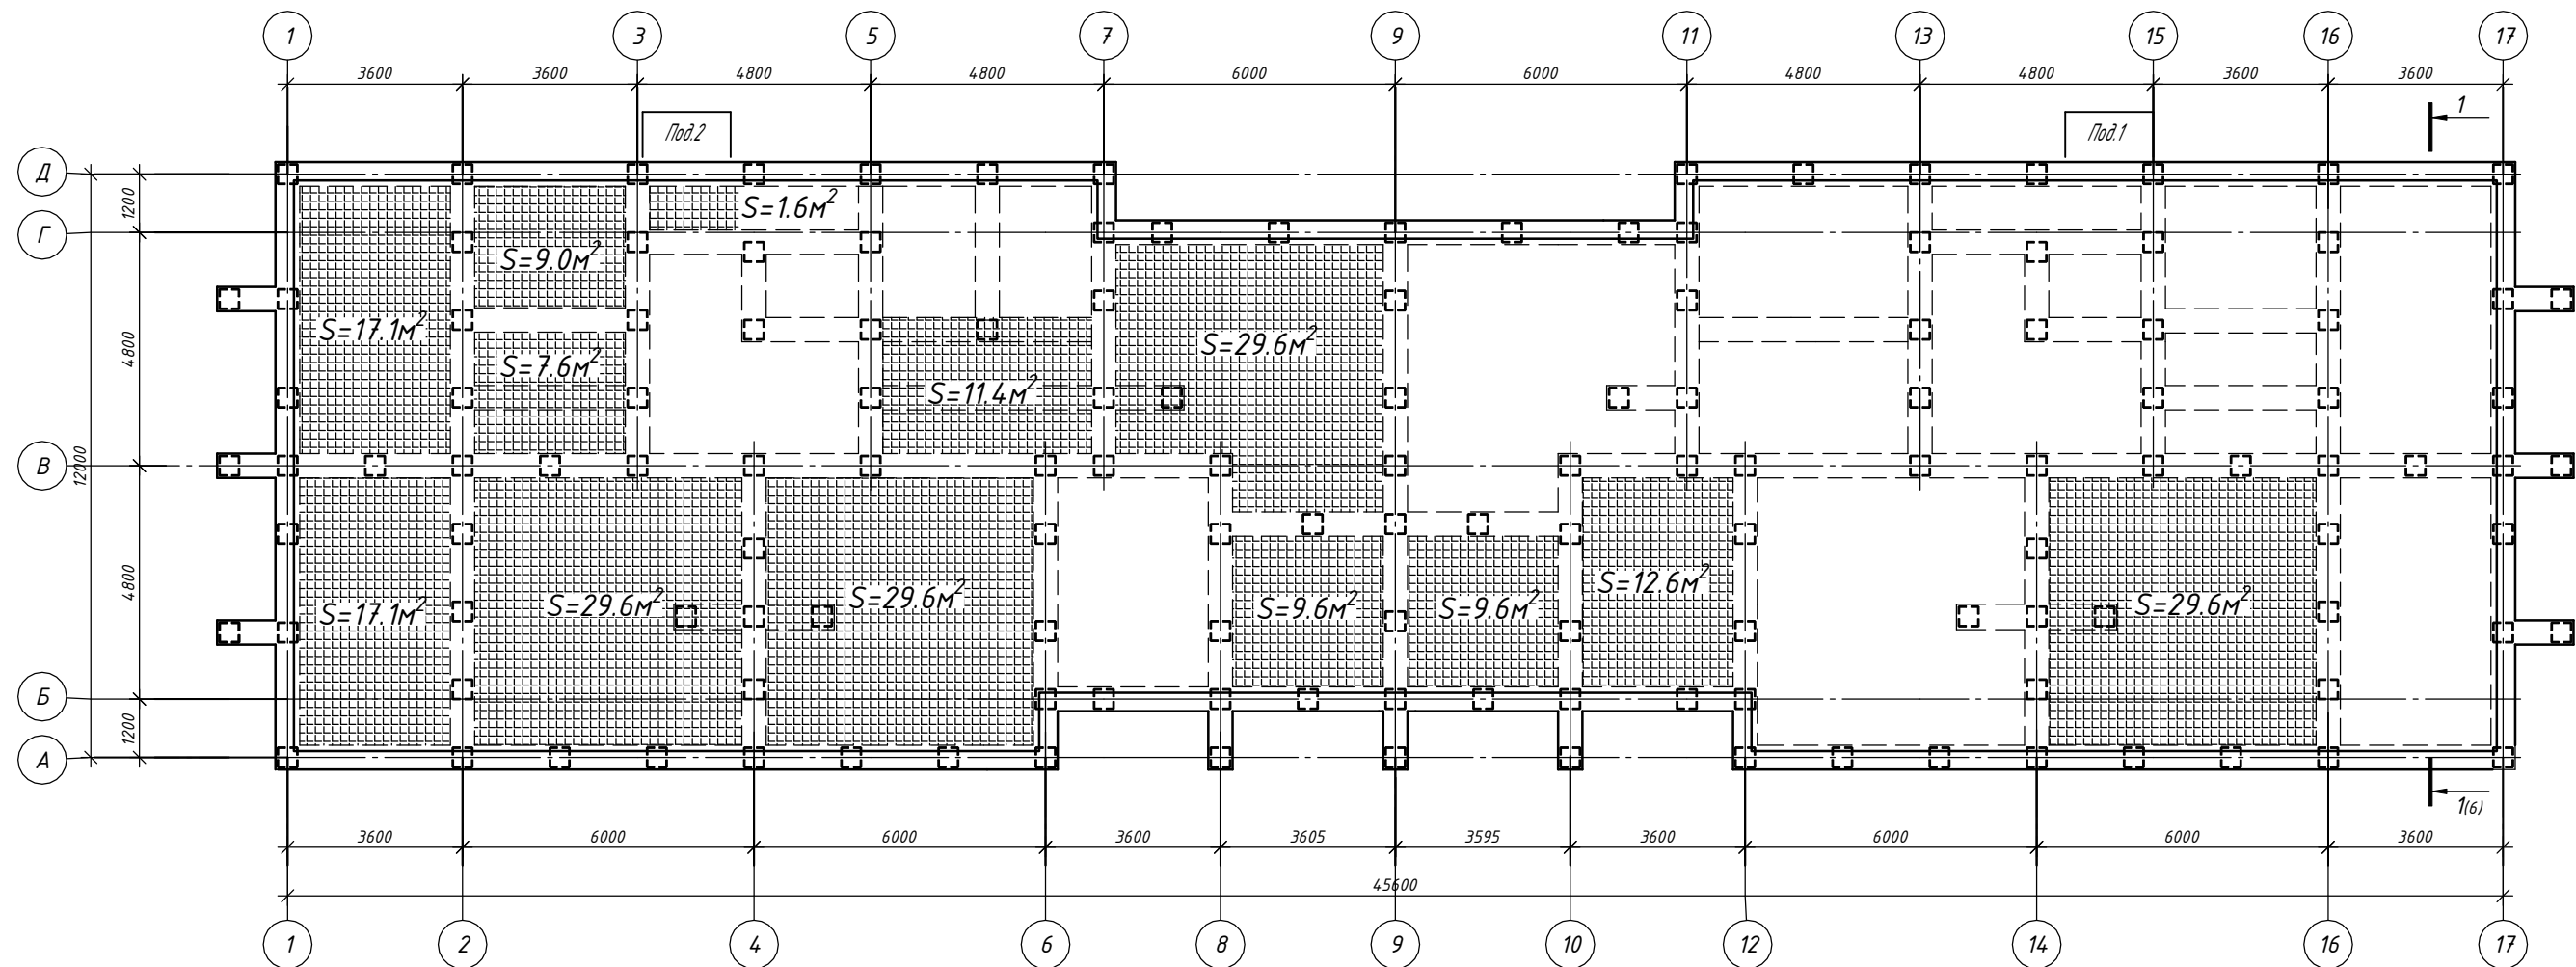 1 3 5 7 9 11 13 15 16 17
3600 3600 4800 4800 6000 6000 4800 4800 3600 3600
1
Под.2 Под.1
Д
1200
S=1.6м²
Г
S=9.0м²
S=17.1м² S=29.6м²
4800
S=7.6м²
S=11.4м²
В
12000
4800
S=12.6м²
S=17.1м² S=29.6м² S=29.6м² S=9.6м² S=9.6м² S=29.6м²
Б
1200
А
1(6)
3600 6000 6000 3600 3605 3595 3600 6000 6000 3600
45600
1 2 4 6 8 9 10 12 14 16 17